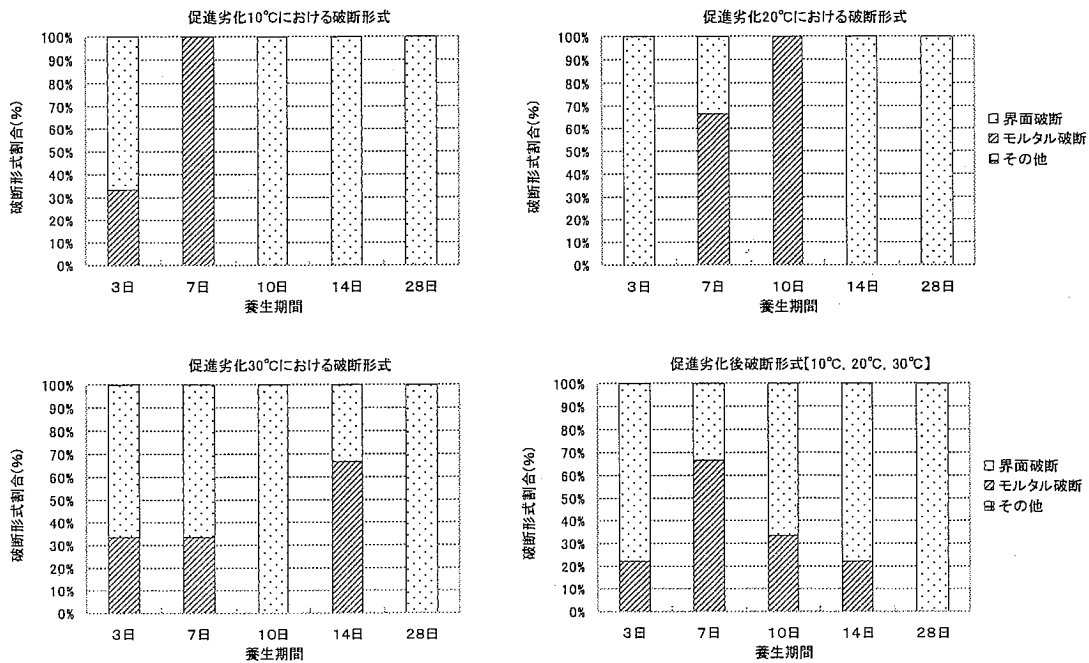 促進劣化10℃における破断形式
破断形式割合(%)
100%
90%
80%
70%
60%
50%
40%
30%
20%
10%
0%
3日 7日 10日 14日 28日
養生期間
促進劣化20℃における破断形式
破断形式割合(%)
100%
90%
80%
70%
60%
50%
40%
30%
20%
10%
0%
3日 7日 10日 14日 28日
養生期間
界面破断
モルタル破断
その他
促進劣化30℃における破断形式
破断形式割合(%)
100%
90%
80%
70%
60%
50%
40%
30%
20%
10%
0%
3日 7日 10日 14日 28日
養生期間
促進劣化後破断形式【10℃, 20℃, 30℃】
破断形式割合(%)
100%
90%
80%
70%
60%
50%
40%
30%
20%
10%
0%
3日 7日 10日 14日 28日
養生期間
界面破断
モルタル破断
その他